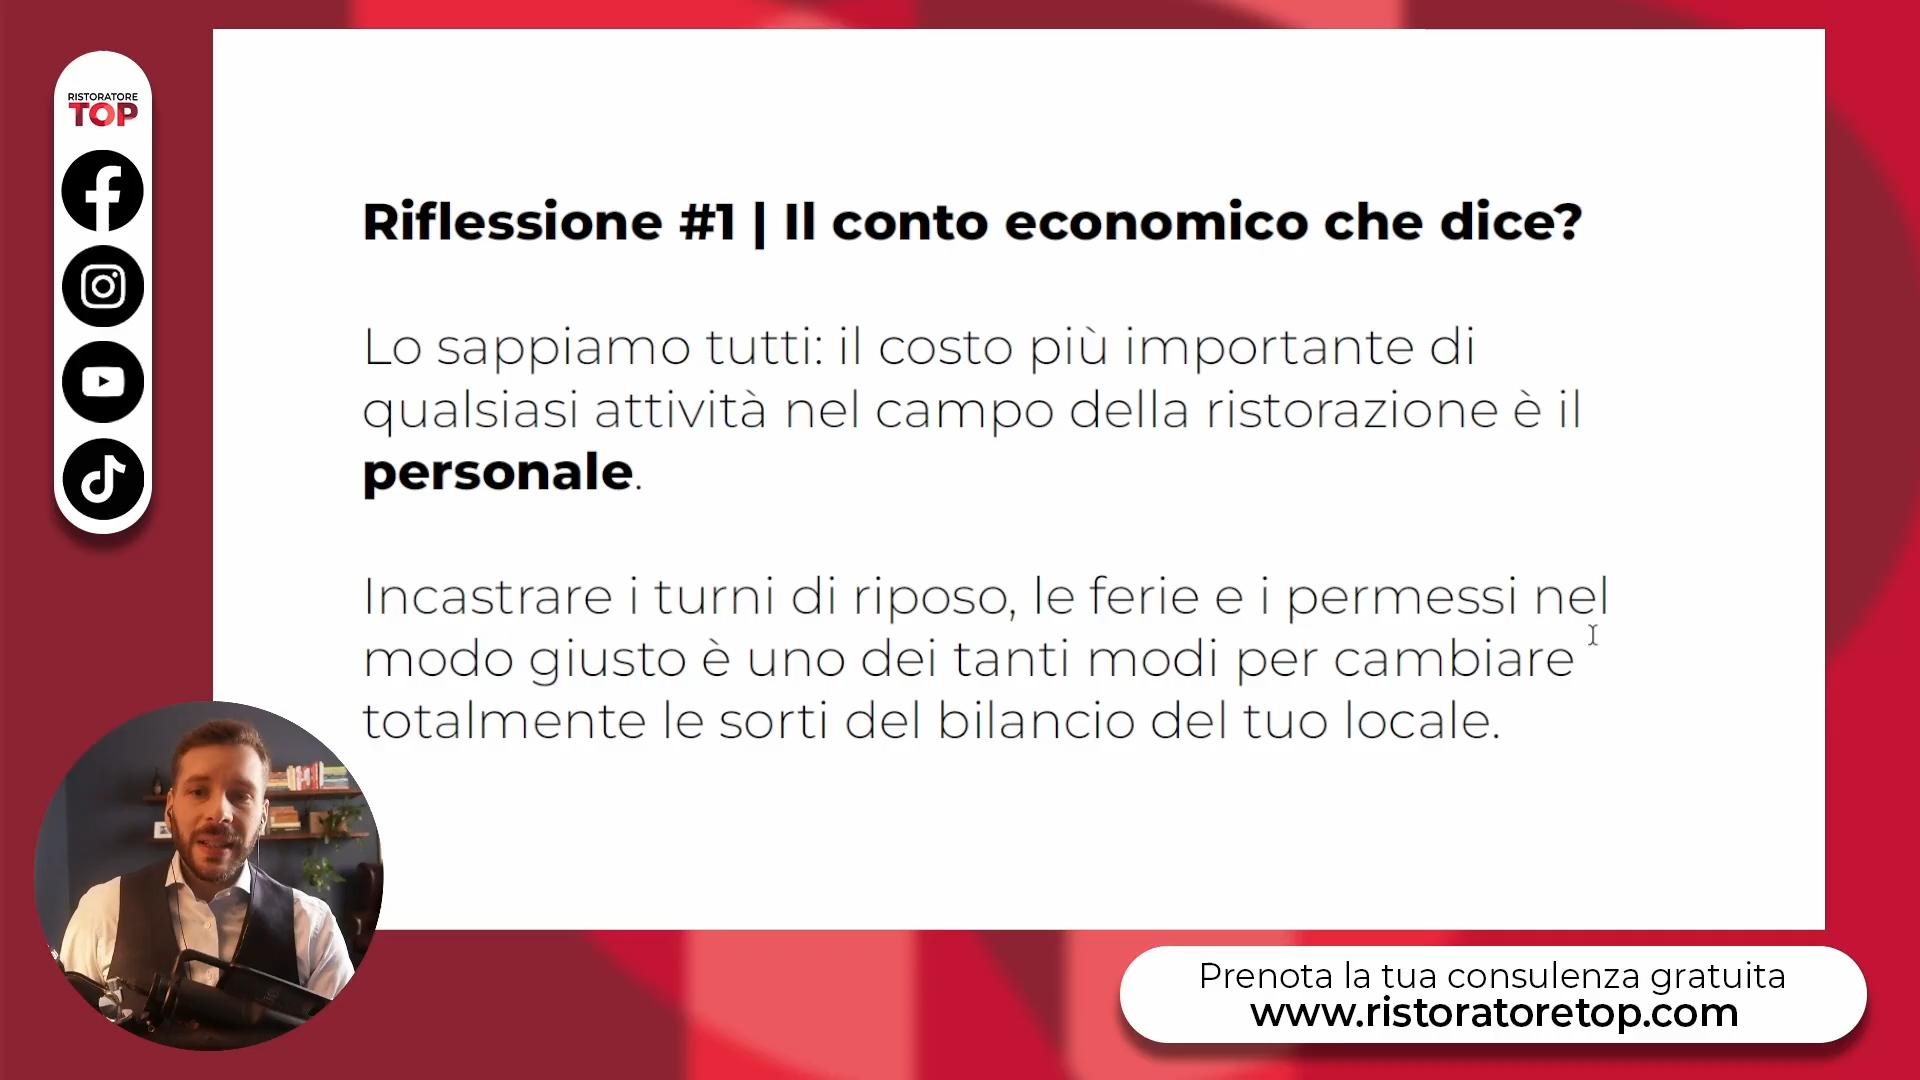 RISTORATORE
TOP
Riflessione #1 | Il conto economico che dice?
Lo sappiamo tutti: il costo più importante di
qualsiasi attività nel campo della ristorazione è il
personale.
Incastrare i turni di riposo, le ferie e i permessi nel
modo giusto è uno dei tanti modi per cambiare
totalmente le sorti del bilancio del tuo locale.
Prenota la tua consulenza gratuita
www.ristoratoretop.com